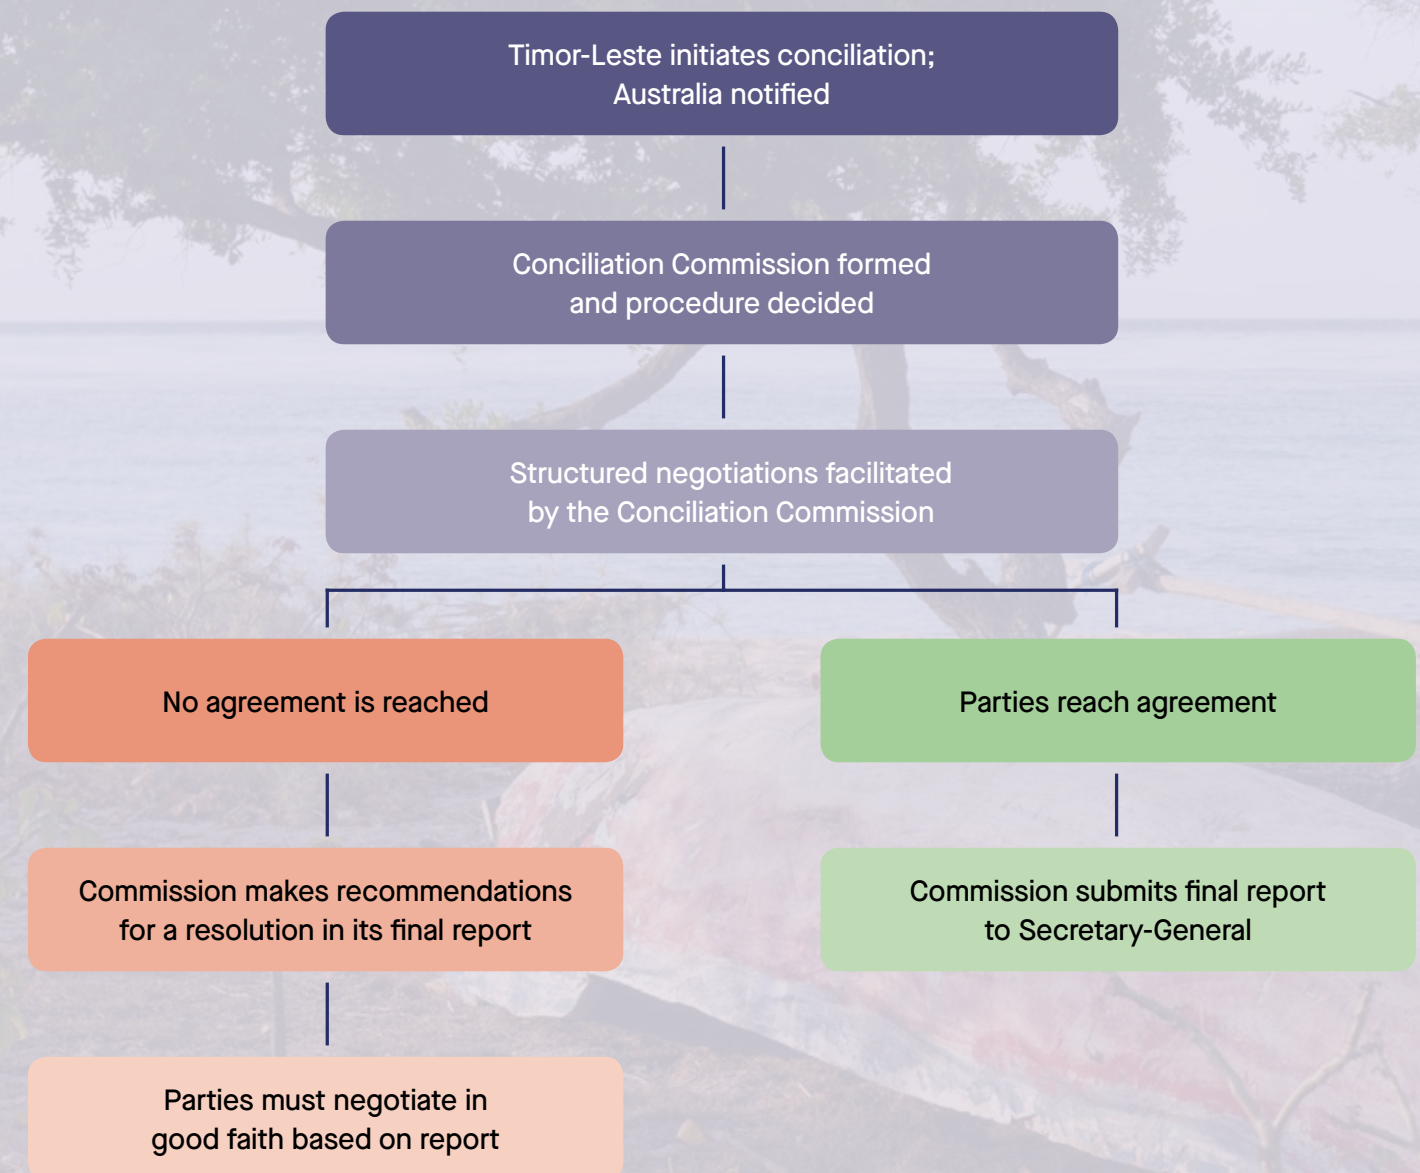 Timor-Leste initiates conciliation;
Australia notified
Conciliation Commission formed
and procedure decided
Structured negotiations facilitated
by the Conciliation Commission
No agreement is reached
Parties reach agreement
Commission makes recommendations
for a resolution in its final report
Commission submits final report
to Secretary-General
Parties must negotiate in
good faith based on report